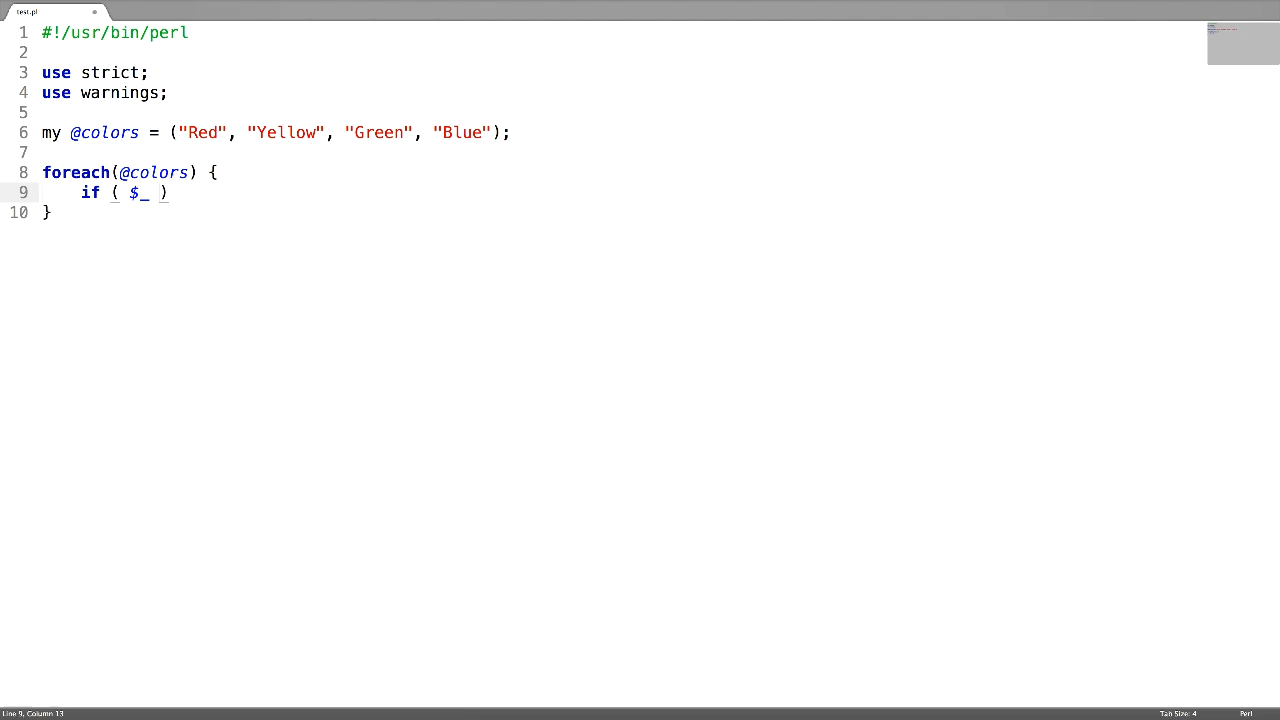 test.pl
1 #!/usr/bin/perl
2
3 use strict;
4 use warnings;
5
6 my @colors = ("Red", "Yellow", "Green", "Blue");
7
8 foreach(@colors) {
9     if ( $_ )
10 }
Line 9, Column 13 Tab Size: 4 Perl